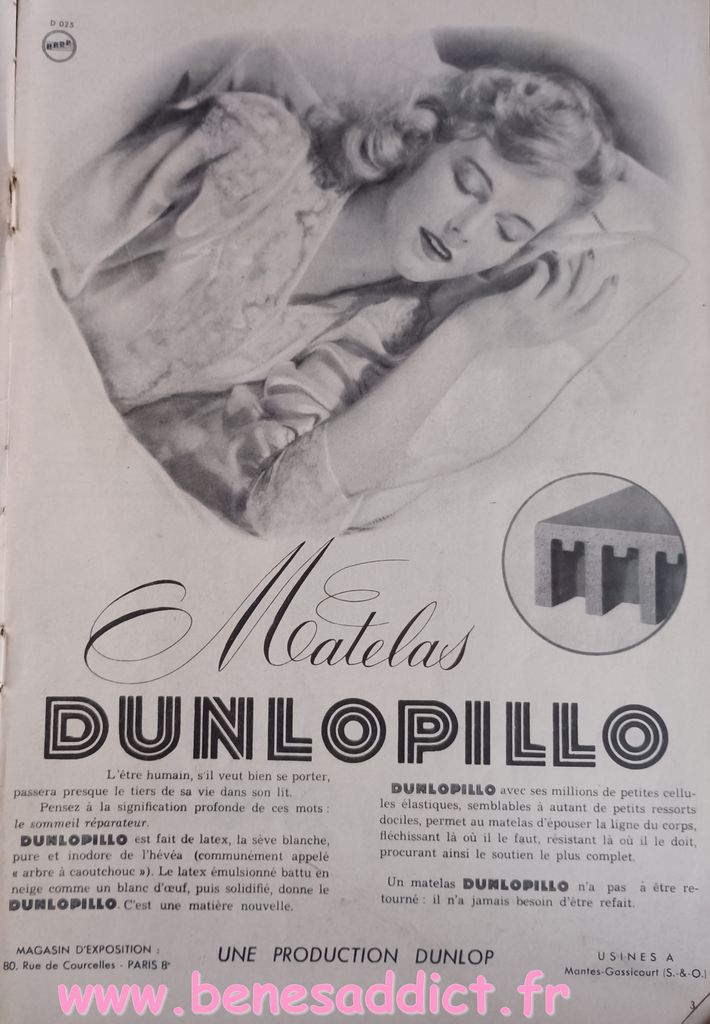 D 023
Matelas
DUNLOPILLO
L'être humain, s'il veut bien se porter,
passera presque le tiers de sa vie dans son lit.
Pensez à la signification profonde de ces mots :
le sommeil réparateur.
DUNLOPILLO est fait de latex, la sève blanche,
pure et inodore de l'hévéa (communément appelé
« arbre à caoutchouc »). Le latex émulsionné battu en
neige comme un blanc d'œuf, puis solidifié, donne le
DUNLOPILLO. C'est une matière nouvelle.
DUNLOPILLO avec ses millions de petites cellu-
les élastiques, semblables à autant de petits ressorts
dociles, permet au matelas d'épouser la ligne du corps,
fléchissant là où il le faut, résistant là où il le doit,
procurant ainsi le soutien le plus complet.
Un matelas DUNLOPILLO n'a pas à être re-
tourné : il n'a jamais besoin d'être refait.
MAGASIN D'EXPOSITION :
80, Rue de Courcelles - PARIS 8e
UNE PRODUCTION DUNLOP
USINES A
Mantes-Gassicourt (S.-&-O.)
www.benesaddict.fr
3